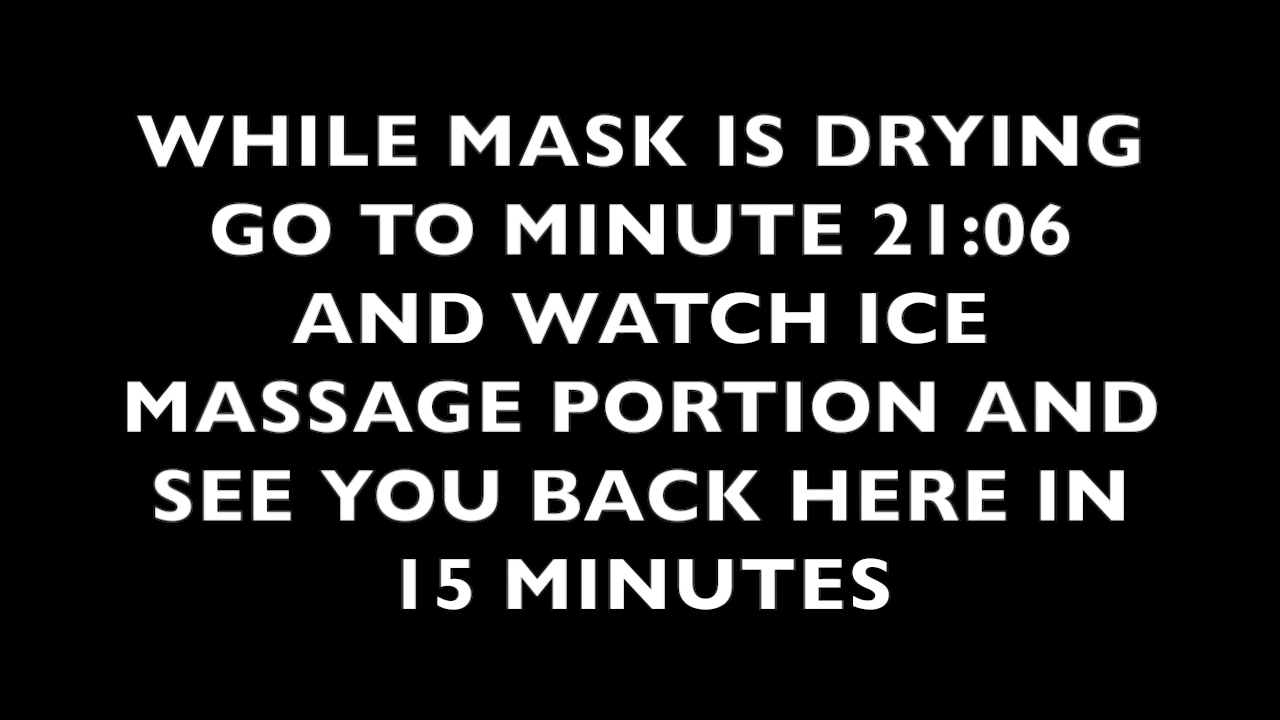 WHILE MASK IS DRYING
GO TO MINUTE 21:06
AND WATCH ICE
MASSAGE PORTION AND
SEE YOU BACK HERE IN
15 MINUTES